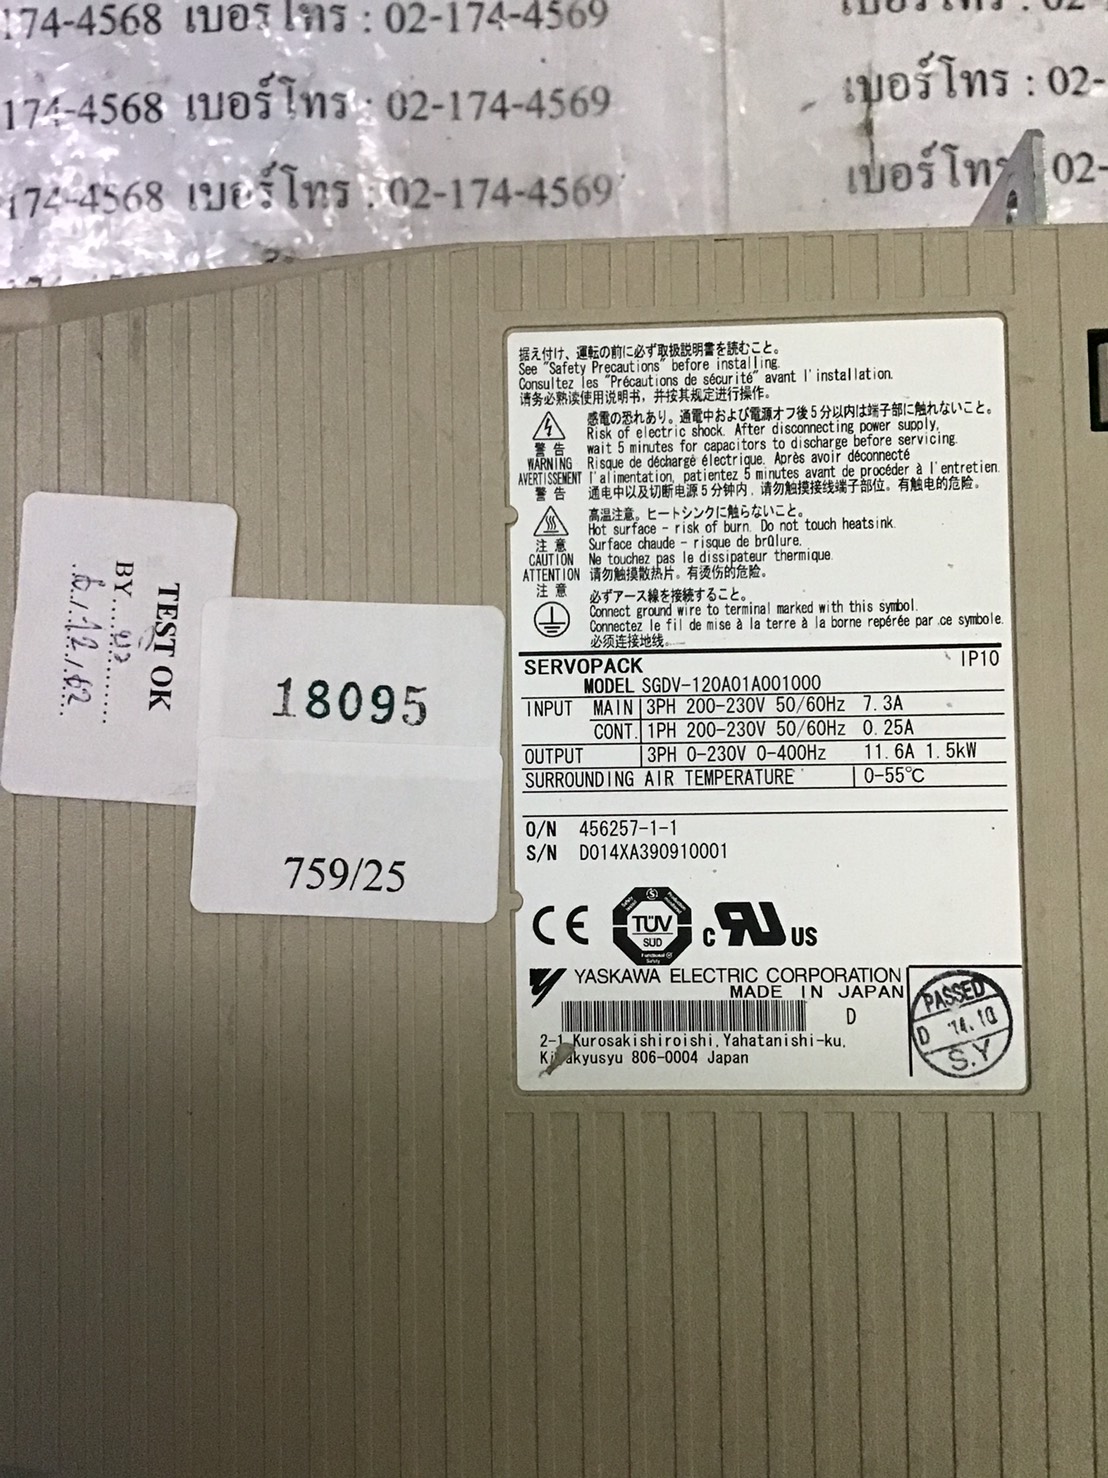 174-4568 เบอร์โทร : 02-174-4569
เบอร์โทร : 02-
174-4568 เบอร์โทร : 02-174-4569
เบอร์โทร : 02-
174-4568 เบอร์โทร : 02-174-4569
เบอร์โทร : 02-
TEST OK
BY
6/12/62
18095
759/25
据え付け、運転の前に必ず取扱説明書を読むこと。
See "Safety Precautions" before installing.
Consultez les "Précautions de sécurité" avant l'installation.
请务必熟读使用说明书，并按其规定进行操作。
感電の恐れあり。通電中および電源オフ後5分以内は端子部に触れないこと。
Risk of electric shock. After disconnecting power supply,
wait 5 minutes for capacitors to discharge before servicing.
Risque de décharge électrique. Après avoir déconnecté
l'alimentation, patientez 5 minutes avant de procéder à l'entretien.
通电中以及切断电源5分钟内，请勿触摸接线端子部位。有触电的危险。
警告
WARNING
AVERTISSEMENT
警告
高温注意。ヒートシンクに触らないこと。
Hot surface - risk of burn. Do not touch heatsink.
Surface chaude - risque de brûlure.
Ne touchez pas le dissipateur thermique.
请勿触摸散热片。有烫伤的危险。
注意
CAUTION
ATTENTION
注意
必ずアース線を接続すること。
Connect ground wire to terminal marked with this symbol.
Connectez le fil de mise à la terre à la borne repérée par ce symbole.
必须连接地线。
SERVOPACK IP10
MODEL SGDV-120A01A001000
INPUT MAIN 3PH 200-230V 50/60Hz 7.3A
CONT. 1PH 200-230V 50/60Hz 0.25A
OUTPUT 3PH 0-230V 0-400Hz 11.6A 1.5kW
SURROUNDING AIR TEMPERATURE 0-55℃
O/N 456257-1-1
S/N D014XA390910001
CE
TÜV
SÜD
Functional
Safety
c RU US
YASKAWA ELECTRIC CORPORATION
MADE IN JAPAN
D
2-1 Kurosakishiroishi, Yahatanishi-ku,
Kitakyusyu 806-0004 Japan
PASSED
D '14.10
S.Y